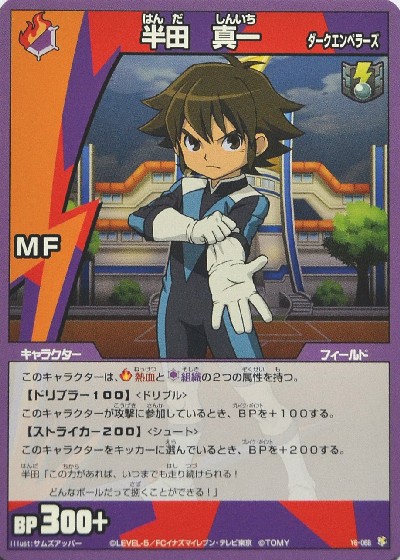 はんだ しんいち
半田 真一
ダークエンペラーズ
MF
キャラクター フィールド
このキャラクターは、熱血と組織の2つの属性を持つ。
【ドリブラー100】<ドリブル>
このキャラクターが攻撃に参加しているとき、BPを+100する。
【ストライカー200】<シュート>
このキャラクターをキッカーに選んでいるとき、BPを+200する。
半田「この力があれば、いつまでも走り続けられる!
どんなボールだって捌くことができる!」
BP 300+
illust:サムズアッパー ©LEVEL-5/FCイナズマイレブン・テレビ東京 ©TOMY